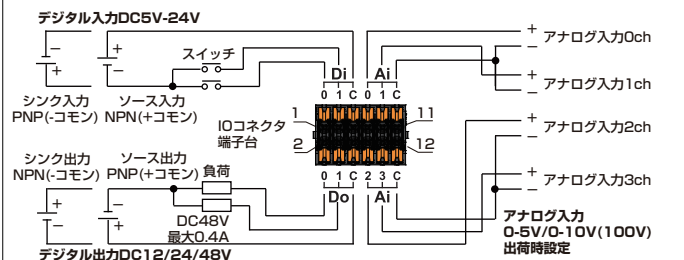 デジタル入力DC5V-24V
スイッチ
シンク入力
PNP(-コモン)
ソース入力
NPN(+コモン)
Di
Ai
0 1 C 0 1 C
IOコネクタ
端子台
1
2
11
12
0 1 C 2 3 C
Do
Ai
シンク出力
NPN(-コモン)
ソース出力
PNP(+コモン)
負荷
DC48V
最大0.4A
デジタル出力DC12/24/48V
+
− アナログ入力0ch
+
− アナログ入力1ch
+
− アナログ入力2ch
+
− アナログ入力3ch
アナログ入力
0-5V/0-10V(100V)
出荷時設定